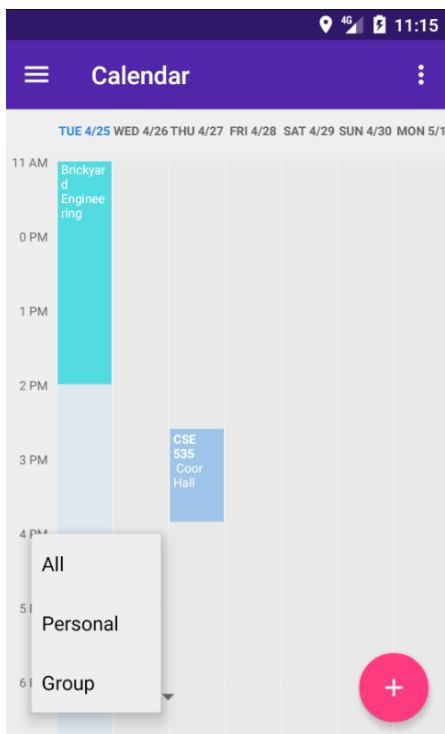 4G 11:15
Calendar
TUE 4/25 WED 4/26 THU 4/27 FRI 4/28 SAT 4/29 SUN 4/30 MON 5/1
11 AM
Brickyar
d
Enginee
ring
0 PM
1 PM
2 PM
CSE
535
Coor
Hall
3 PM
4 PM
All
5
Personal
6
Group
+